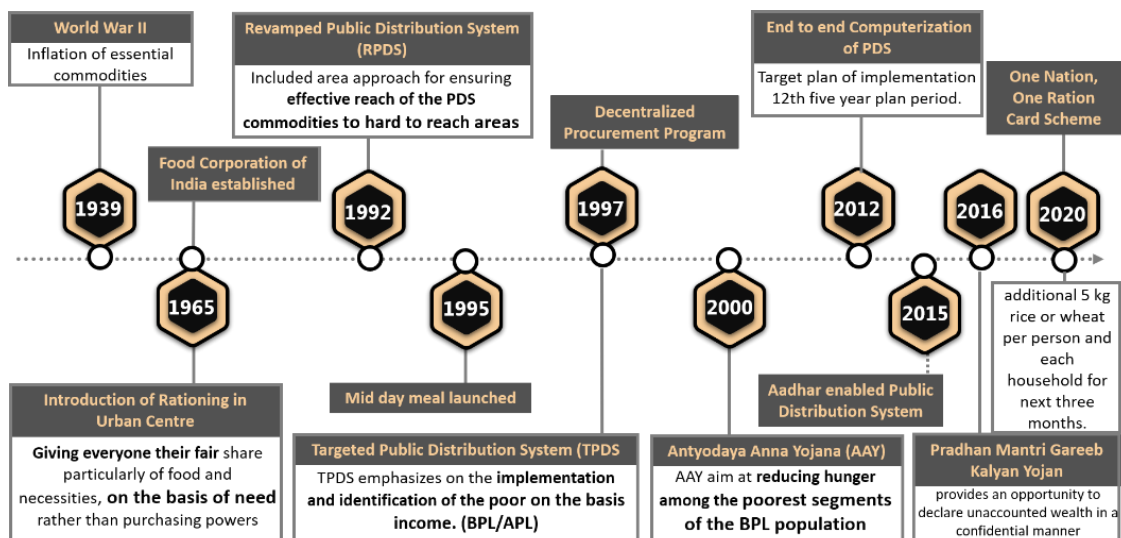 World War II
Inflation of essential
commodities
1939
Food Corporation of
India established
1965
Introduction of Rationing in
Urban Centre
Giving everyone their fair share
particularly of food and
necessities, on the basis of need
rather than purchasing powers
Revamped Public Distribution System
(RPDS)
Included area approach for ensuring
effective reach of the PDS
commodities to hard to reach areas
1992
1995
Mid day meal launched
Decentralized
Procurement Program
1997
Targeted Public Distribution System (TPDS
TPDS emphasizes on the implementation
and identification of the poor on the basis
income. (BPL/APL)
2000
Antyodaya Anna Yojana (AAY)
AAY aim at reducing hunger
among the poorest segments
of the BPL population
End to end Computerization
of PDS
Target plan of implementation
12th five year plan period.
2012
2015
Aadhar enabled Public
Distribution System
2016
Pradhan Mantri Gareeb
Kalyan Yojan
provides an opportunity to
declare unaccounted wealth in a
confidential manner
One Nation,
One Ration
Card Scheme
2020
additional 5 kg
rice or wheat
per person and
each
household for
next three
months.